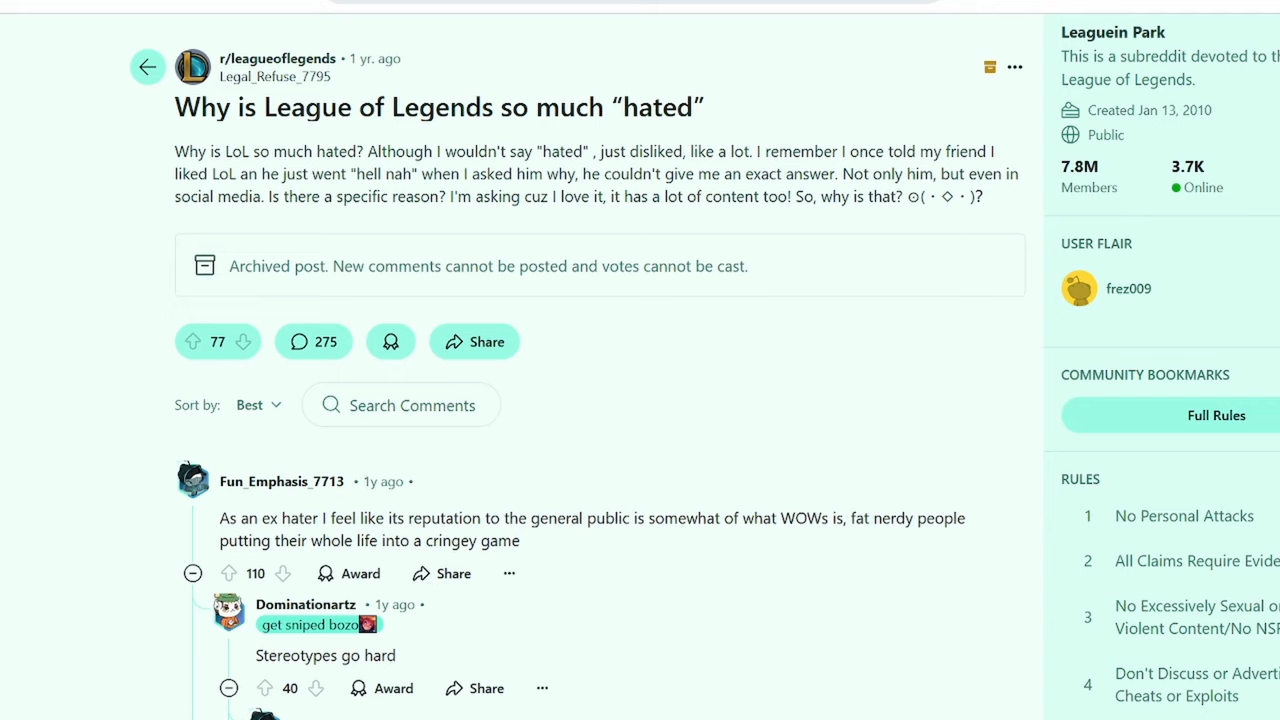 r/leagueoflegends • 1 yr. ago
Legal_Refuse_7795
Why is League of Legends so much “hated”
Why is LoL so much hated? Although I wouldn't say "hated" , just disliked, like a lot. I remember I once told my friend I
liked LoL an he just went "hell nah" when I asked him why, he couldn't give me an exact answer. Not only him, but even in
social media. Is there a specific reason? I'm asking cuz I love it, it has a lot of content too! So, why is that? ⊙(・◇・)?
Archived post. New comments cannot be posted and votes cannot be cast.
77
275
Share
Sort by: Best
Search Comments
Fun_Emphasis_7713 • 1y ago •
As an ex hater I feel like its reputation to the general public is somewhat of what WOWs is, fat nerdy people
putting their whole life into a cringey game
110 Award Share
Dominationartz • 1y ago •
get sniped bozo
Stereotypes go hard
40 Award Share
Leaguein Park
This is a subreddit devoted to
League of Legends.
Created Jan 13, 2010
Public
7.8M 3.7K
Members Online
USER FLAIR
frez009
COMMUNITY BOOKMARKS
Full Rules
RULES
1 No Personal Attacks
2 All Claims Require
3 No Excessively Sexual
Violent Content/No
4 Don't Discuss or
Cheats or Exploits